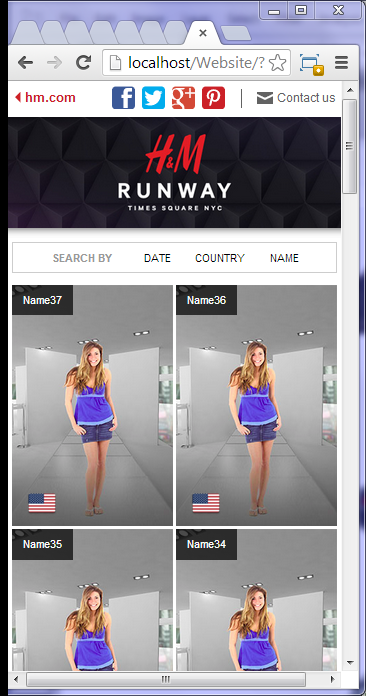 localhost/Website/?
hm.com
Contact us
H&M
RUNWAY
TIMES SQUARE NYC
SEARCH BY DATE COUNTRY NAME
Name37 Name36
Name35 Name34